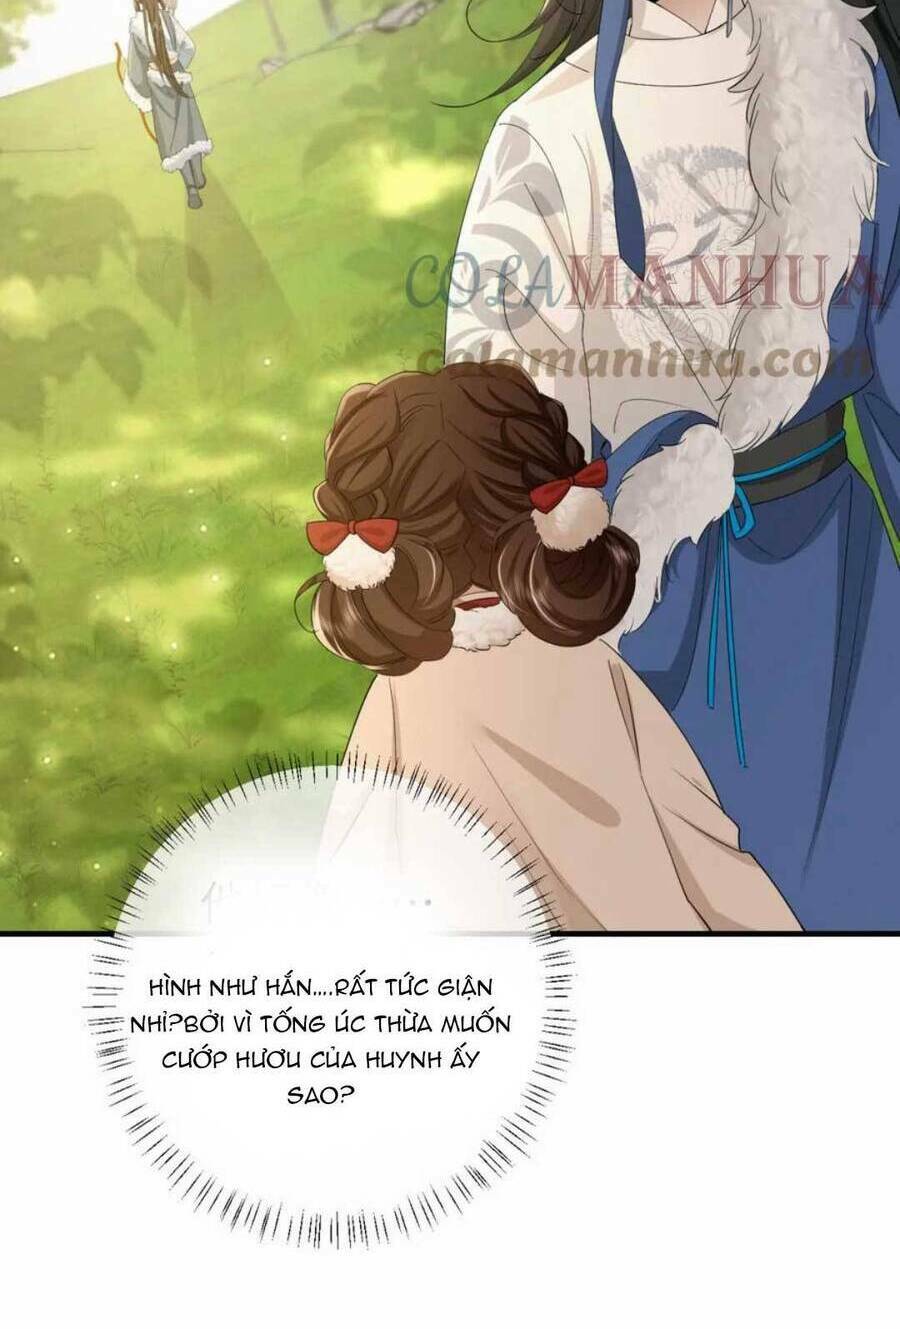 COLAMANHUA
colamanhua.com
HÌNH NHƯ HẮN....RẤT TỨC GIẬN
NHỈ?BỞI VÌ TỐNG ÚC THỪA MUỐN
CƯỚP HƯƠU CỦA HUYNH ẤY
SAO?